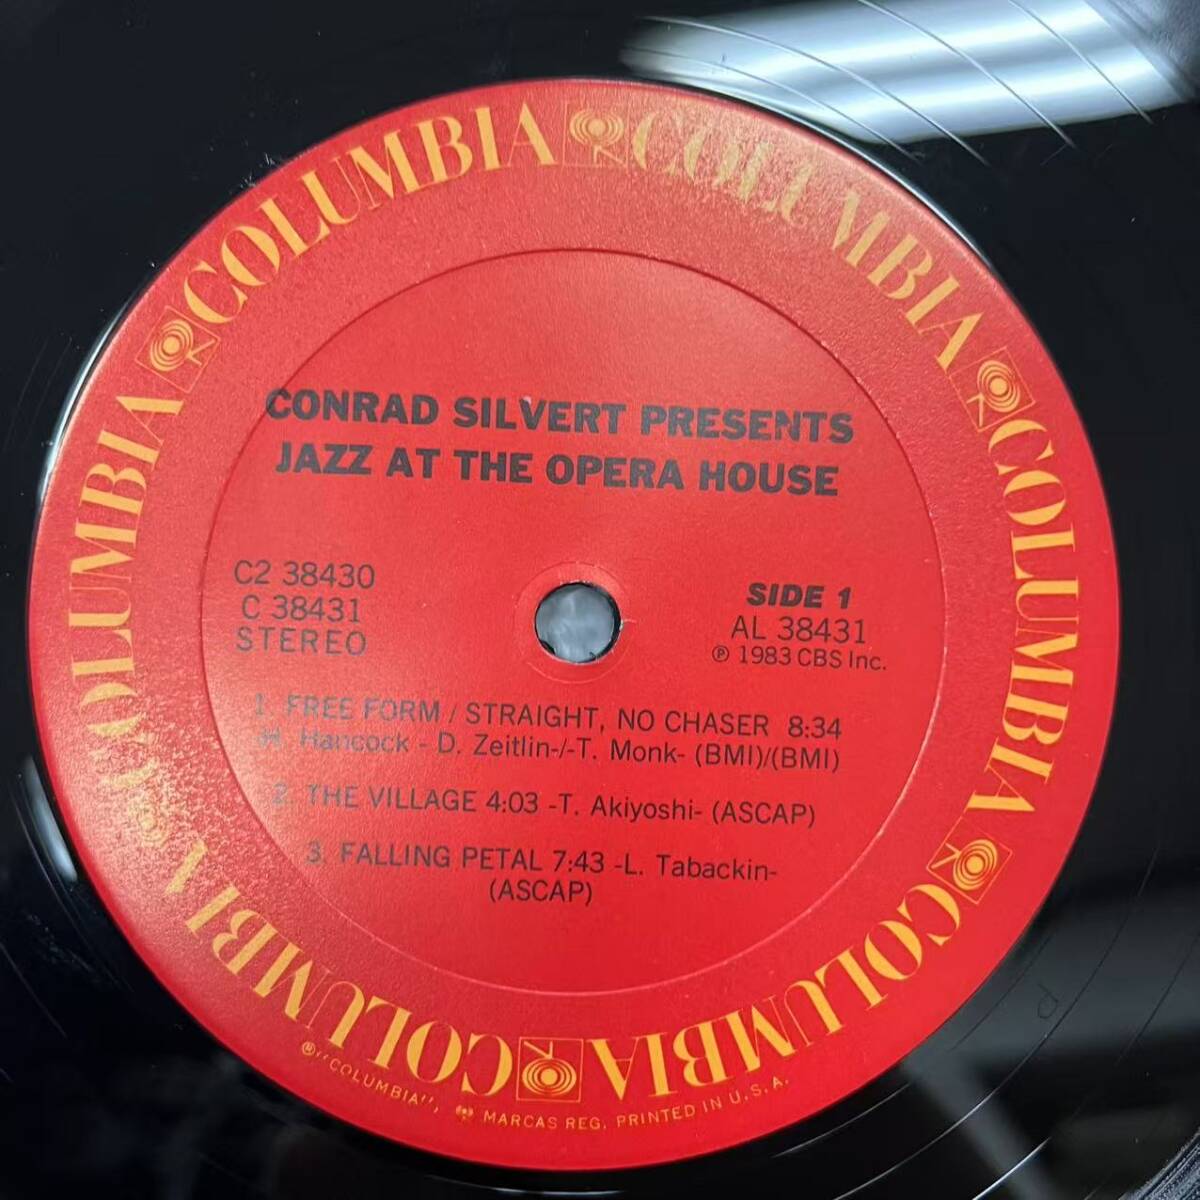 COLUMBIA COLUMBIA COLUMBIA COLUMBIA COLUMBIA COLUMBIA COLUMBIA COLUMBIA
CONRAD SILVERT PRESENTS
JAZZ AT THE OPERA HOUSE
C2 38430
C 38431
STEREO
SIDE 1
AL 38431
℗ 1983 CBS Inc.
1. FREE FORM / STRAIGHT, NO CHASER 8:34
H. Hancock - D. Zeitlin-/-T. Monk- (BMI)/(BMI)
2. THE VILLAGE 4:03 -T. Akiyoshi- (ASCAP)
3. FALLING PETAL 7:43 -L. Tabackin-
(ASCAP)
®"COLUMBIA", MARCAS REG. PRINTED IN U.S.A.